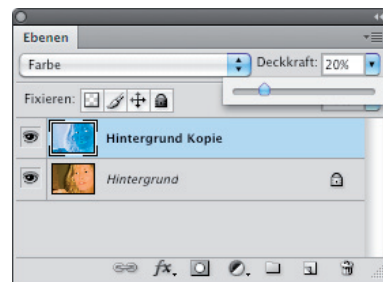 Ebenen
Farbe Deckkraft: 20%
Fixieren:
Hintergrund Kopie
Hintergrund
fx.